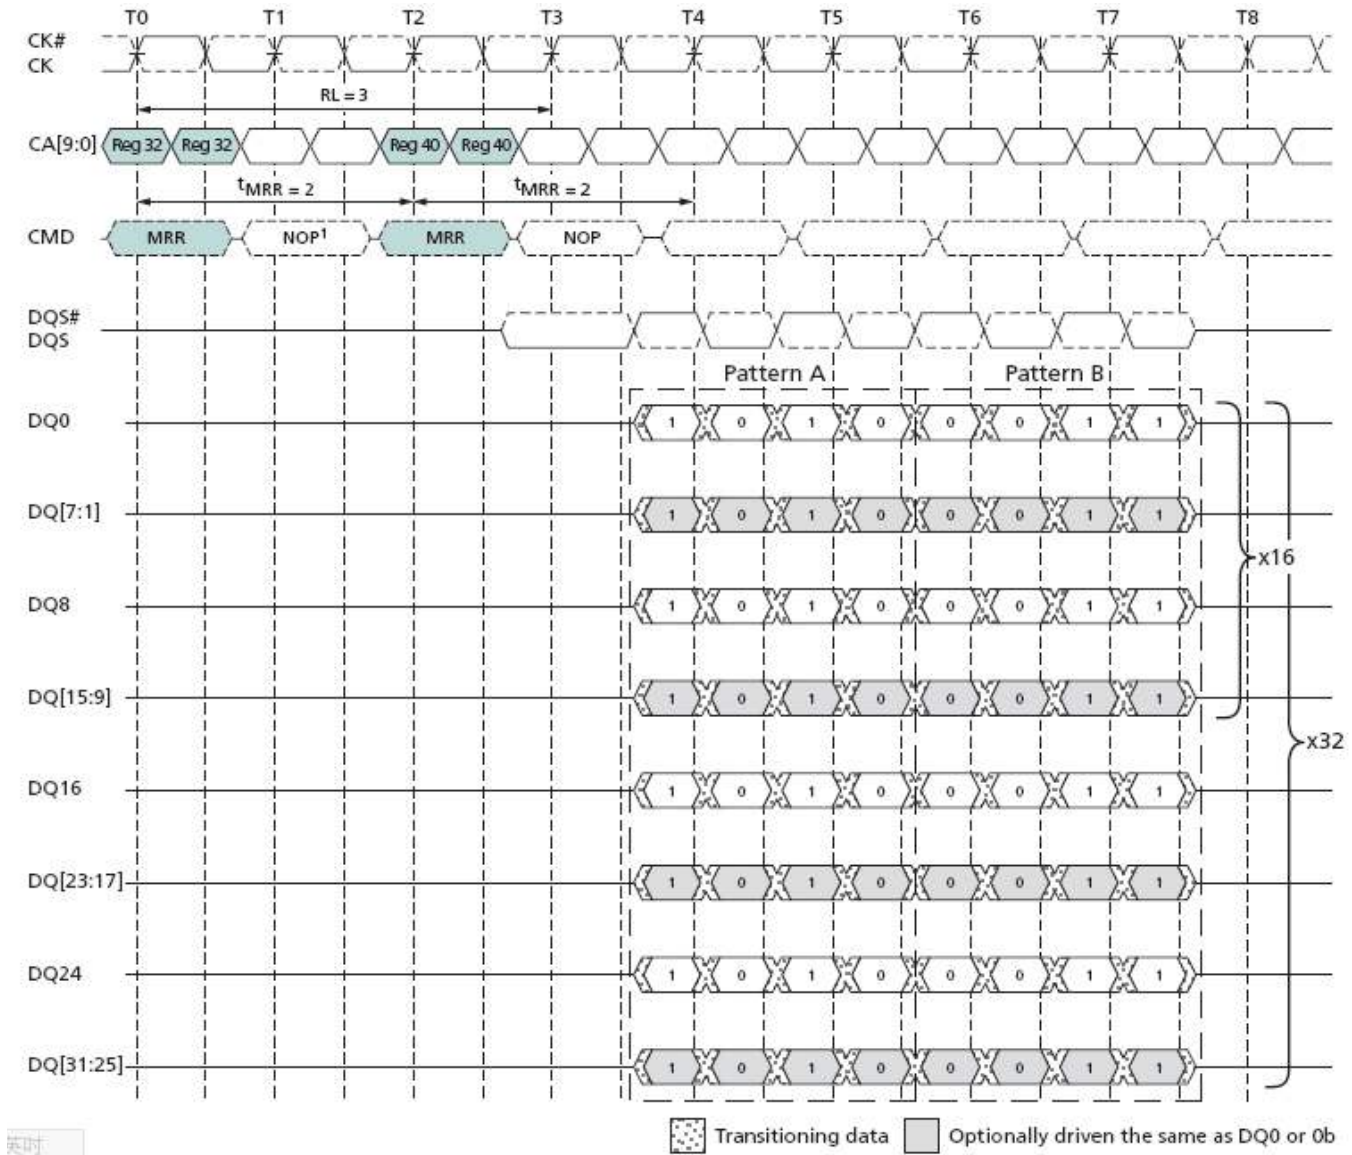 T0 T1 T2 T3 T4 T5 T6 T7 T8
CK#
CK
RL = 3
CA[9:0] Reg 32 Reg 32 Reg 40 Reg 40
tMRR = 2 tMRR = 2
CMD MRR NOP1 MRR NOP
DQS#
DQS
Pattern A Pattern B
DQ0 1 0 1 0 0 0 1 1
DQ[7:1] 1 0 1 0 0 0 1 1
x16
DQ8 1 0 1 0 0 0 1 1
DQ[15:9] 1 0 1 0 0 0 1 1
x32
DQ16 1 0 1 0 0 0 1 1
DQ[23:17] 1 0 1 0 0 0 1 1
DQ24 1 0 1 0 0 0 1 1
DQ[31:25] 1 0 1 0 0 0 1 1
Transitioning data Optionally driven the same as DQ0 or 0b